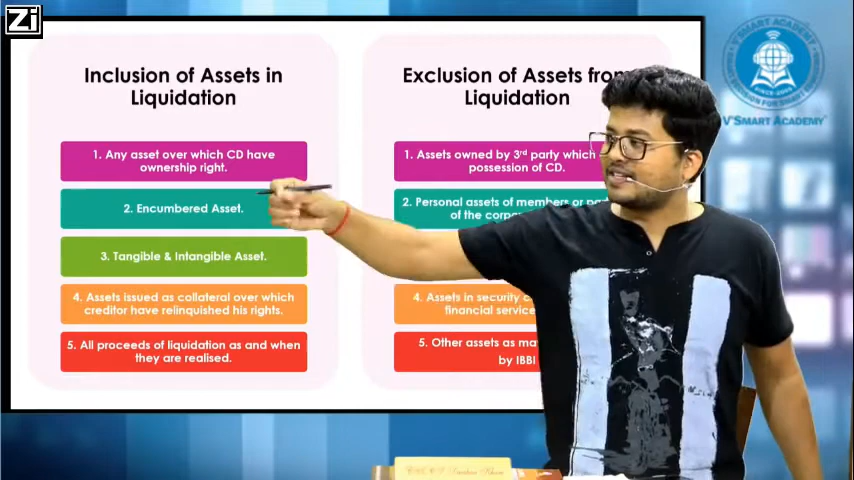 Zi
Inclusion of Assets in
Liquidation
1. Any asset over which CD have
ownership right.
2. Encumbered Asset.
3. Tangible & Intangible Asset.
4. Assets issued as collateral over which
creditor have relinquished his rights.
5. All proceeds of liquidation as and when
they are realised.
Exclusion of Assets from
Liquidation
1. Assets owned by 3rd party which
possession of CD.
2. Personal assets of members or
of the
4. Assets in security
financial
5. Other assets as
by IBBI
V'SMART ACADEMY
SINCE-2009
V'SMART ACADEMY